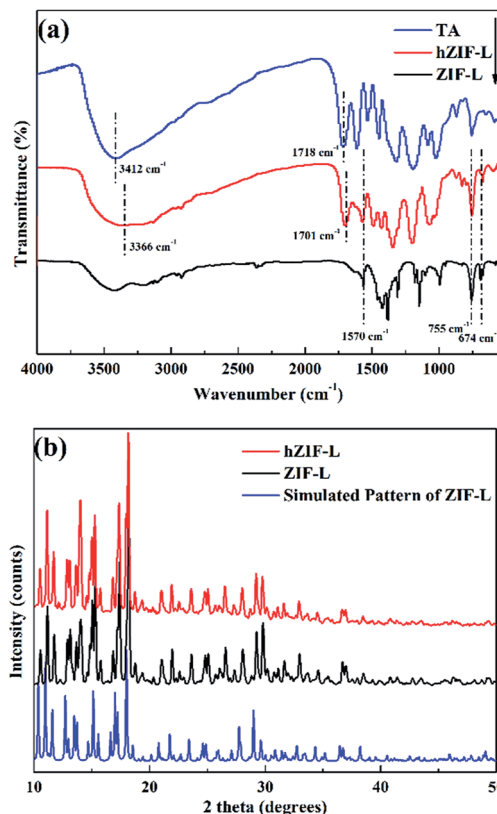 (a)
TA
hZIF-L
ZIF-L
Transmittance (%)
3412 cm⁻¹
3366 cm⁻¹
1718 cm⁻¹
1701 cm⁻¹
1570 cm⁻¹
755 cm⁻¹
674 cm⁻¹
4000 3500 3000 2500 2000 1500 1000
Wavenumber (cm⁻¹)
(b)
hZIF-L
ZIF-L
Simulated Pattern of ZIF-L
Intensity (counts)
10 20 30 40 50
2 theta (degrees)